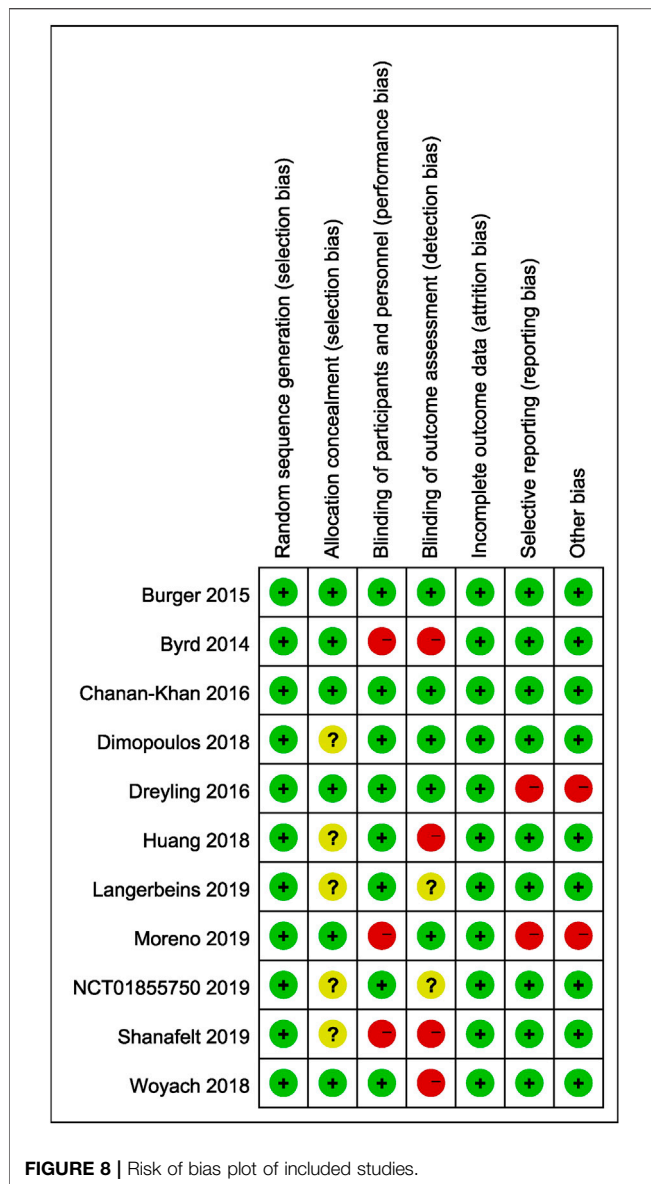 Random sequence generation (selection bias)
Allocation concealment (selection bias)
Blinding of participants and personnel (performance bias)
Blinding of outcome assessment (detection bias)
Incomplete outcome data (attrition bias)
Selective reporting (reporting bias)
Other bias
Burger 2015 + + + + + + +
Byrd 2014 + + - - + + +
Chanan-Khan 2016 + + + + + + +
Dimopoulos 2018 + ? + + + + +
Dreyling 2016 + + + + + - -
Huang 2018 + ? + - + + +
Langerbeins 2019 + ? + ? + + +
Moreno 2019 + + - + + - -
NCT01855750 2019 + ? + ? + + +
Shanafelt 2019 + ? - - + + +
Woyach 2018 + + + - + + +
FIGURE 8 | Risk of bias plot of included studies.